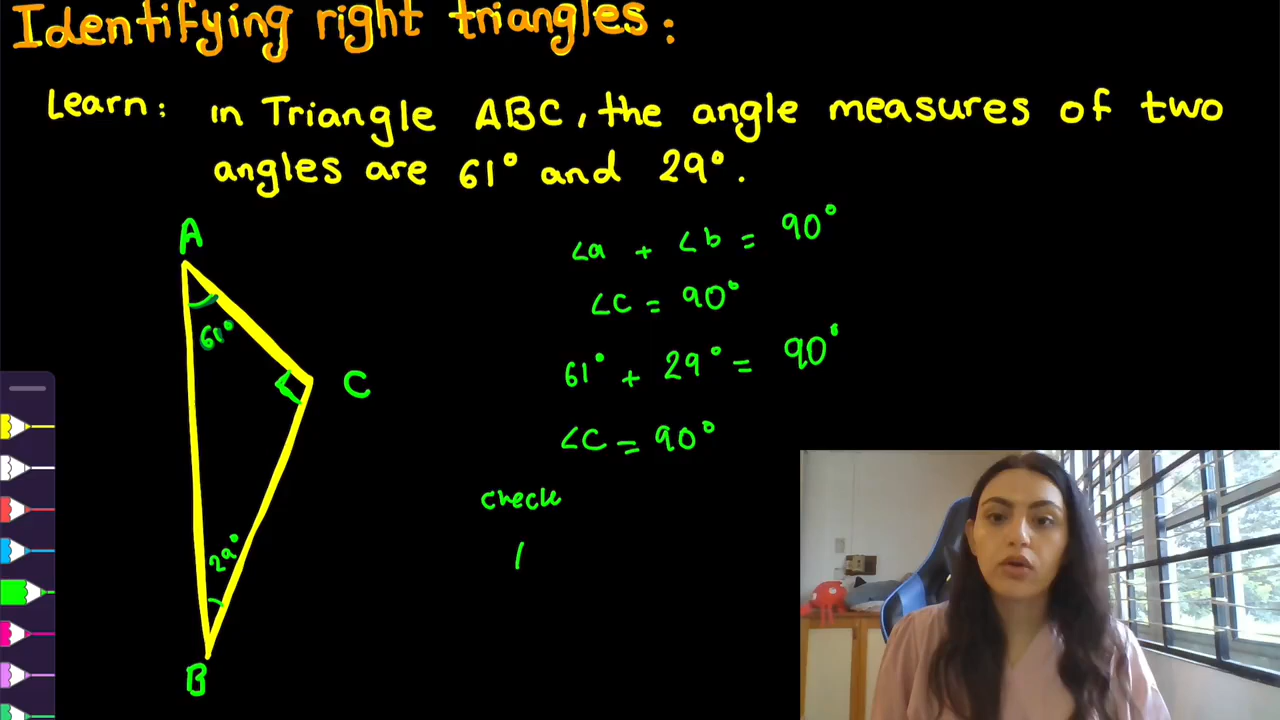 Identifying right triangles:
Learn: in Triangle ABC, the angle measures of two
angles are 61° and 29°.
A
∠a + ∠b = 90°
∠C = 90°
61°
61° + 29° = 90°
C
∠C = 90°
check
29°
B